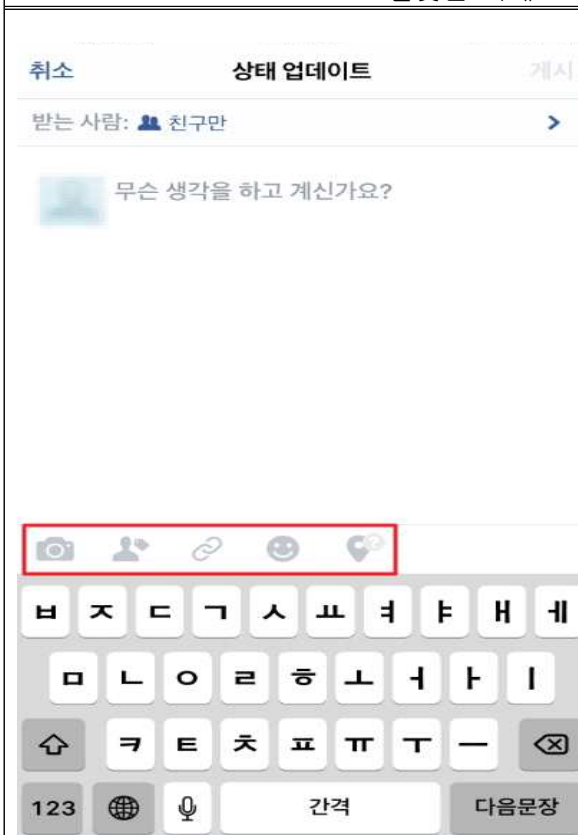 취소 상태 업데이트 게시
받는 사람: 친구만 >
무슨 생각을 하고 계신가요?
ㅂ ㅈ ㄷ ㄱ ㅅ ㅛ ㅕ ㅑ ㅐ ㅔ
ㅁ ㄴ ㅇ ㄹ ㅎ ㅗ ㅓ ㅏ ㅣ
ㅋ ㅌ ㅊ ㅍ ㅠ ㅜ ㅡ
123 간격 다음문장